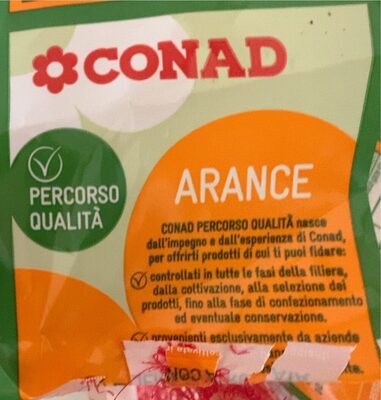 CONAD
PERCORSO
QUALITÀ
ARANCE
CONAD PERCORSO QUALITÀ nasce
dall'impegno e dall'esperienza di Conad,
per offrirti prodotti di cui ti puoi fidare:
controllati in tutte le fasi della filiera,
dalla coltivazione, alla selezione dei
prodotti, fino alla fase di confezionamento
ed eventuale conservazione.
provenienti esclusivamente da aziende